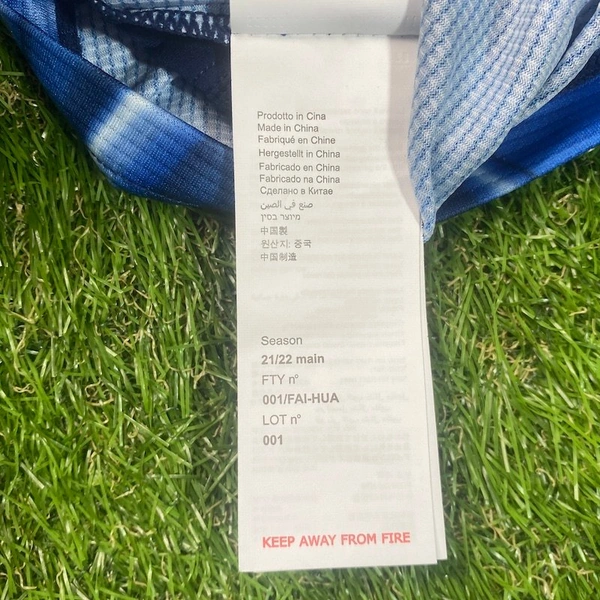 Prodotto in Cina
Made in China
Fabriqué en Chine
Hergestellt in China
Fabricado en China
Fabricado na China
Сделано в Китае
صنع في الصين
מיוצר בסין
中国製
원산지: 중국
中国制造
Season
21/22 main
FTY n°
001/FAI-HUA
LOT n°
001
KEEP AWAY FROM FIRE